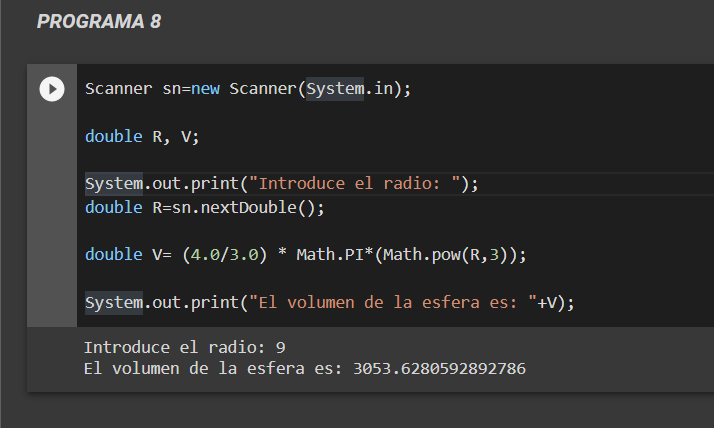 PROGRAMA 8
Scanner sn=new Scanner(System.in);
double R, V;
System.out.print("Introduce el radio: ");
double R=sn.nextDouble();
double V= (4.0/3.0) * Math.PI*(Math.pow(R,3));
System.out.print("El volumen de la esfera es: "+V);
Introduce el radio: 9
El volumen de la esfera es: 3053.6280592892786